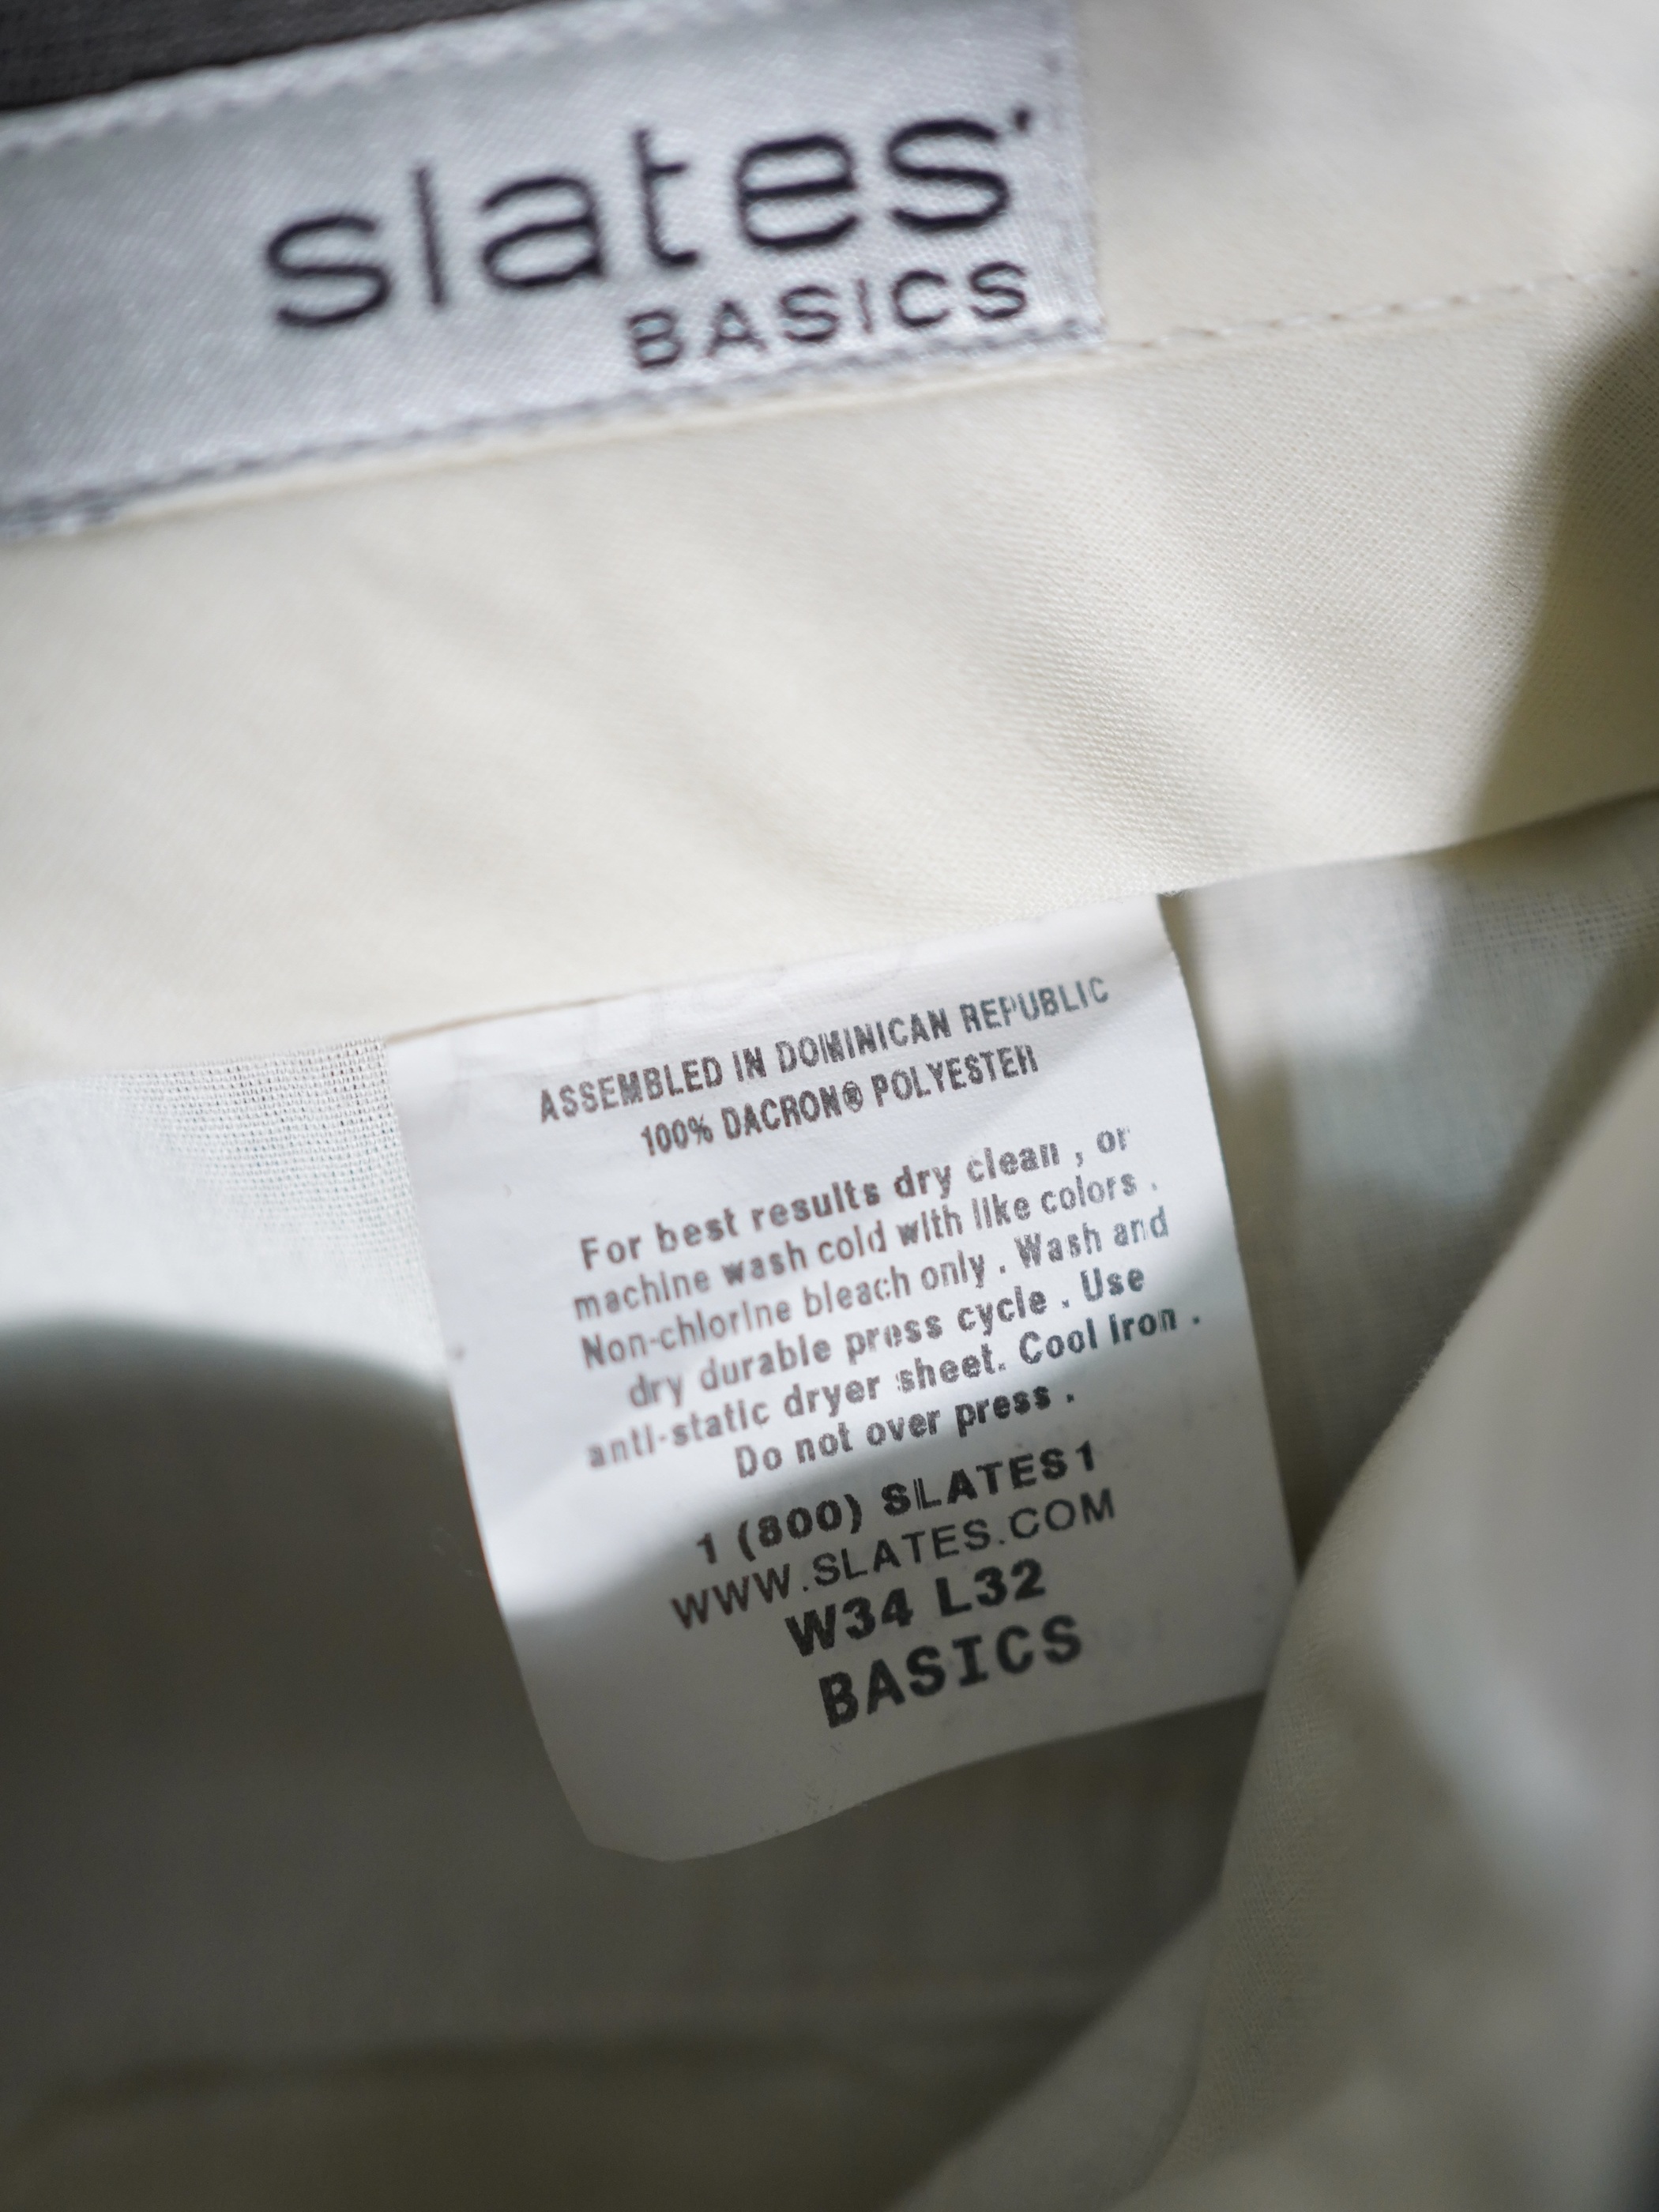 slates®
BASICS
ASSEMBLED IN DOMINICAN REPUBLIC
100% DACRON® POLYESTER
For best results dry clean , or
machine wash cold with like colors .
Non-chlorine bleach only . Wash and
dry durable press cycle . Use
anti-static dryer sheet. Cool iron .
Do not over press .
1 (800) SLATES1
WWW.SLATES.COM
W34 L32
BASICS